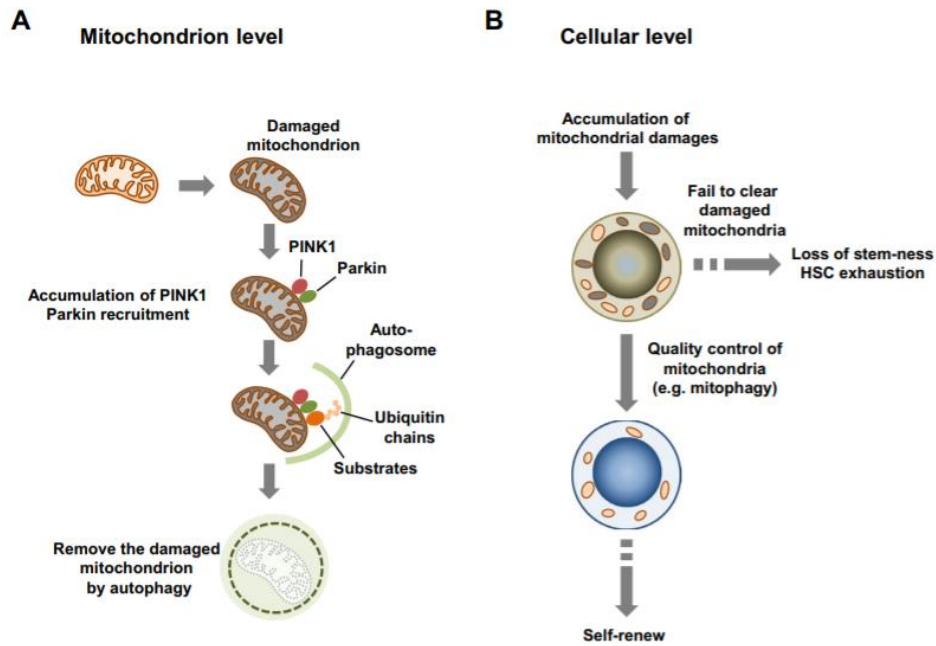 A
Mitochondrion level
Damaged
mitochondrion
PINK1
Parkin
Accumulation of PINK1
Parkin recruitment
Auto-
phagosome
Ubiquitin
chains
Substrates
Remove the damaged
mitochondrion
by autophagy
B
Cellular level
Accumulation of
mitochondrial damages
Fail to clear
damaged
mitochondria
Loss of stem-ness
HSC exhaustion
Quality control of
mitochondria
(e.g. mitophagy)
Self-renew